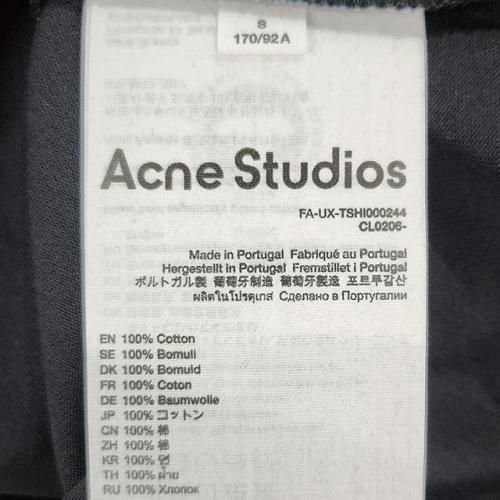 S
170/92A
Acne Studios
FA-UX-TSHI000244
CL0206-
Made in Portugal Fabriqué au Portugal
Hergestellt in Portugal Fremstillet i Portugal
ポルトガル製 葡萄牙制造 葡萄牙製造 포르투갈산
ผลิตในโปรตุเกส Сделано в Португалии
EN 100% Cotton
SE 100% Bomull
DK 100% Bomuld
FR 100% Coton
DE 100% Baumwolle
JP 100% コットン
CN 100% 棉
ZH 100% 棉
KR 100% 면
TH 100% ฝ้าย
RU 100% Хлопок